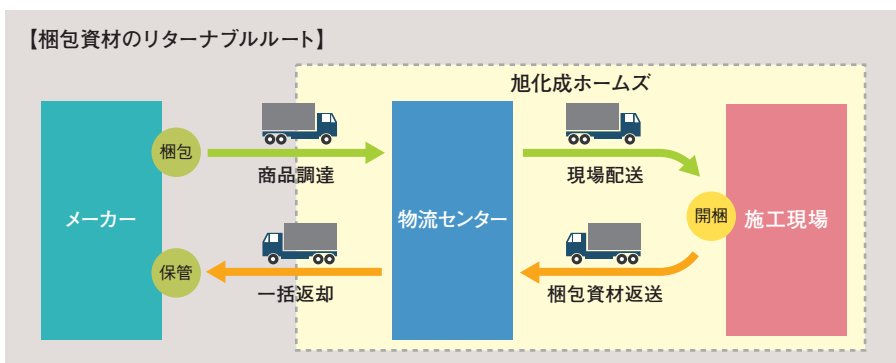 【梱包資材のリターナブルルート】
旭化成ホームズ
梱包
商品調達
現場配送
メーカー
物流センター
開梱
施工現場
保管
一括返却
梱包資材返送